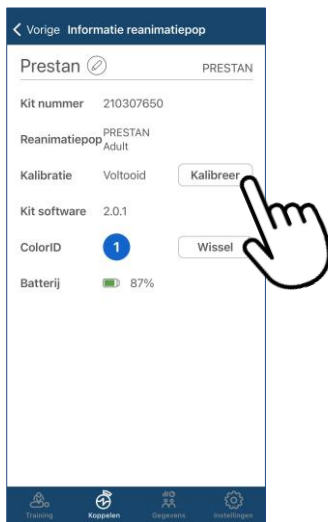 Vorige Informatie reanimatiepop
Prestan PRESTAN
Kit nummer 210307650
Reanimatiepop PRESTAN
Adult
Kalibratie Voltooid Kalibreer
Kit software 2.0.1
ColorID 1 Wissel
Batterij 87%
Training Koppelen Gegevens Instellingen